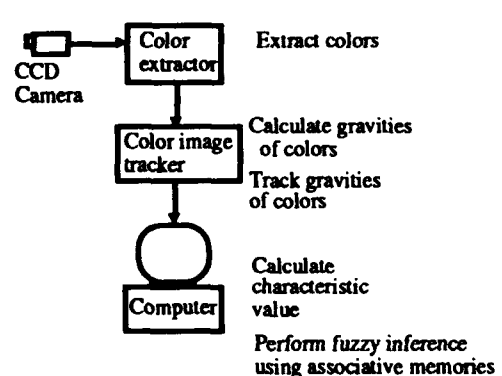 Color
extractor
Extract colors
CCD
Camera
Color image
tracker
Calculate gravities
of colors
Track gravities
of colors
Computer
Calculate
characteristic
value
Perform fuzzy inference
using associative memories